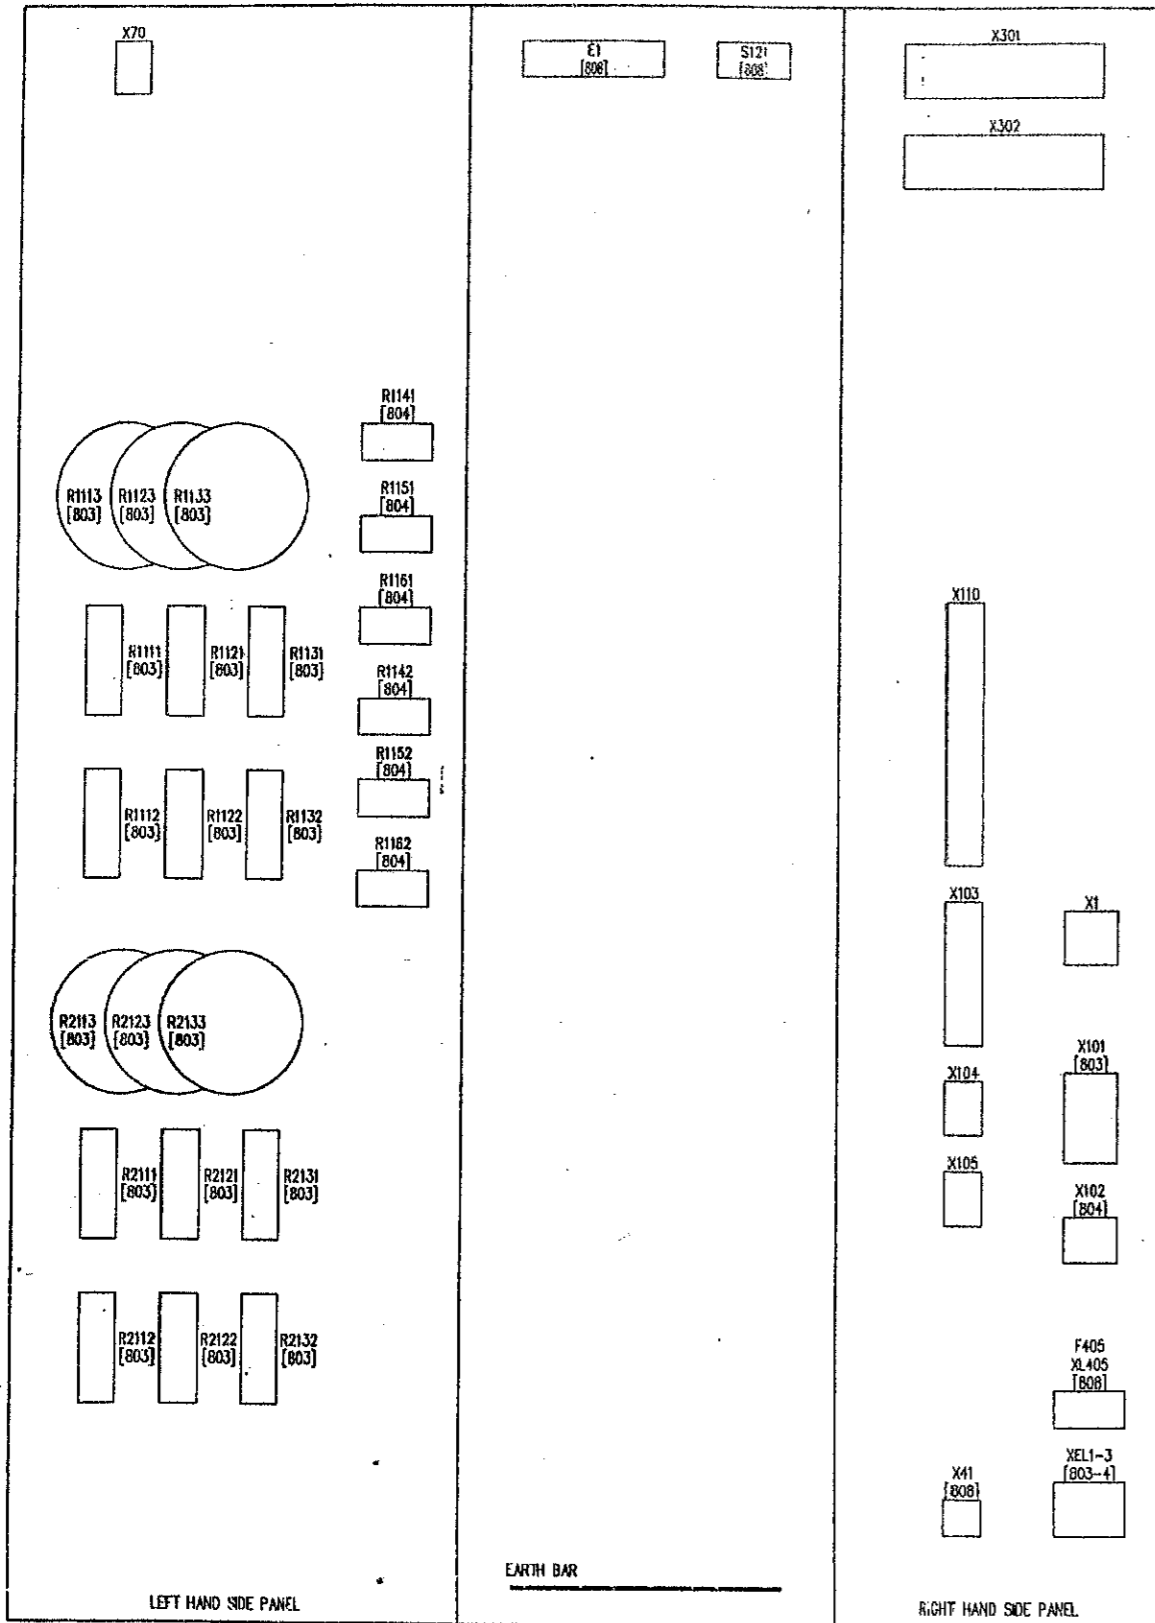 X70
E1
[808]
S121
[808]
X301
X302
R1141
[804]
R1113
[803]
R1123
[803]
R1133
[803]
R1151
[804]
R1161
[804]
X110
R1111
[803]
R1121
[803]
R1131
[803]
R1142
[804]
R1152
[804]
R1112
[803]
R1122
[803]
R1132
[803]
R1162
[804]
X103
X1
R2113
[803]
R2123
[803]
R2133
[803]
X101
[803]
X104
X105
R2111
[803]
R2121
[803]
R2131
[803]
X102
[804]
R2112
[803]
R2122
[803]
R2132
[803]
F405
XL405
[808]
X41
[808]
XEL1-3
[803-4]
EARTH BAR
LEFT HAND SIDE PANEL
RIGHT HAND SIDE PANEL